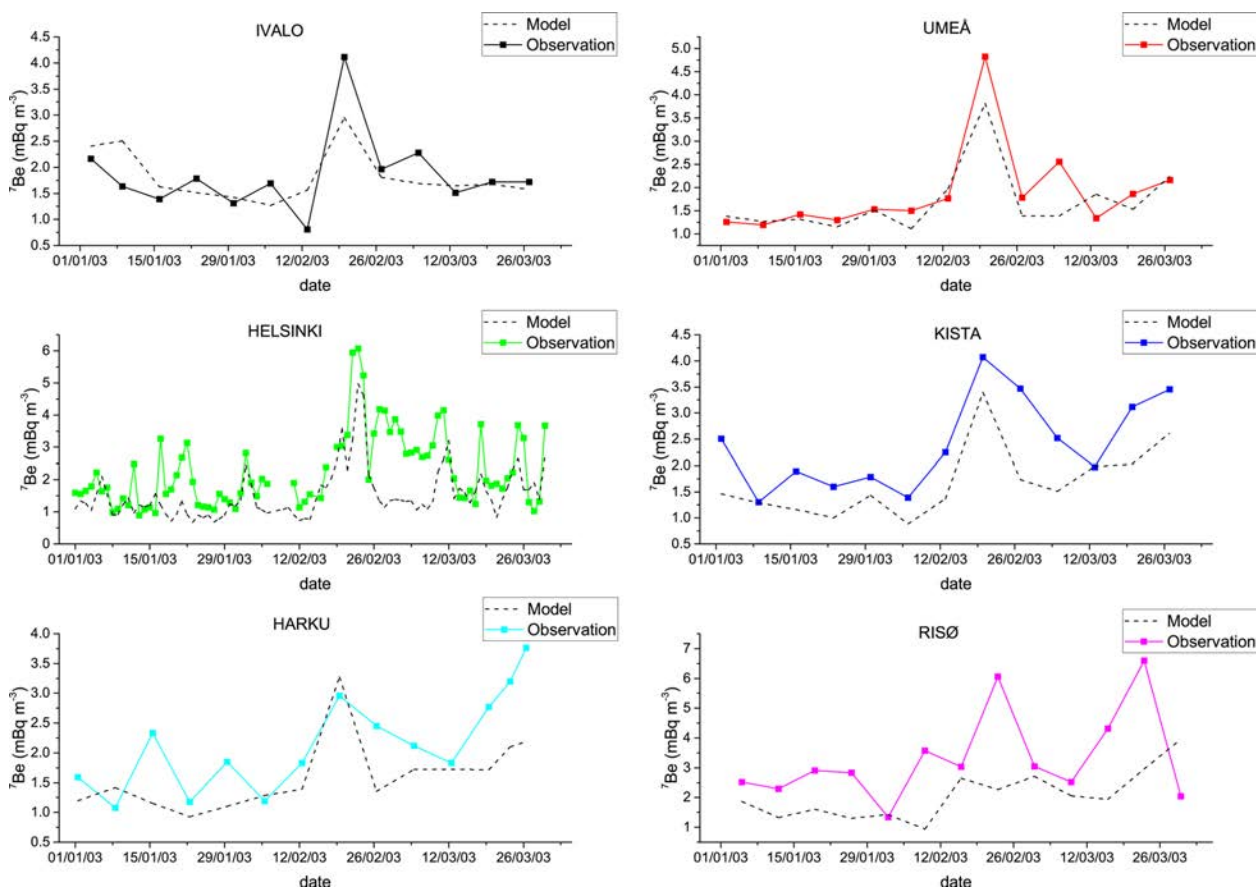 IVALO
Model
Observation
⁷Be (mBq m⁻³)
4.5
4.0
3.5
3.0
2.5
2.0
1.5
1.0
0.5
01/01/03 15/01/03 29/01/03 12/02/03 26/02/03 12/03/03 26/03/03
date
UMEÅ
Model
Observation
⁷Be (mBq m⁻³)
5.0
4.5
4.0
3.5
3.0
2.5
2.0
1.5
1.0
01/01/03 15/01/03 29/01/03 12/02/03 26/02/03 12/03/03 26/03/03
date
HELSINKI
Model
Observation
⁷Be (mBq m⁻³)
6
5
4
3
2
1
0
01/01/03 15/01/03 29/01/03 12/02/03 26/02/03 12/03/03 26/03/03
date
KISTA
Model
Observation
⁷Be (mBq m⁻³)
4.5
4.0
3.5
3.0
2.5
2.0
1.5
1.0
0.5
01/01/03 15/01/03 29/01/03 12/02/03 26/02/03 12/03/03 26/03/03
date
HARKU
Model
Observation
⁷Be (mBq m⁻³)
4.0
3.5
3.0
2.5
2.0
1.5
1.0
0.5
01/01/03 15/01/03 29/01/03 12/02/03 26/02/03 12/03/03 26/03/03
date
RISØ
Model
Observation
⁷Be (mBq m⁻³)
7
6
5
4
3
2
1
01/01/03 15/01/03 29/01/03 12/02/03 26/02/03 12/03/03 26/03/03
date